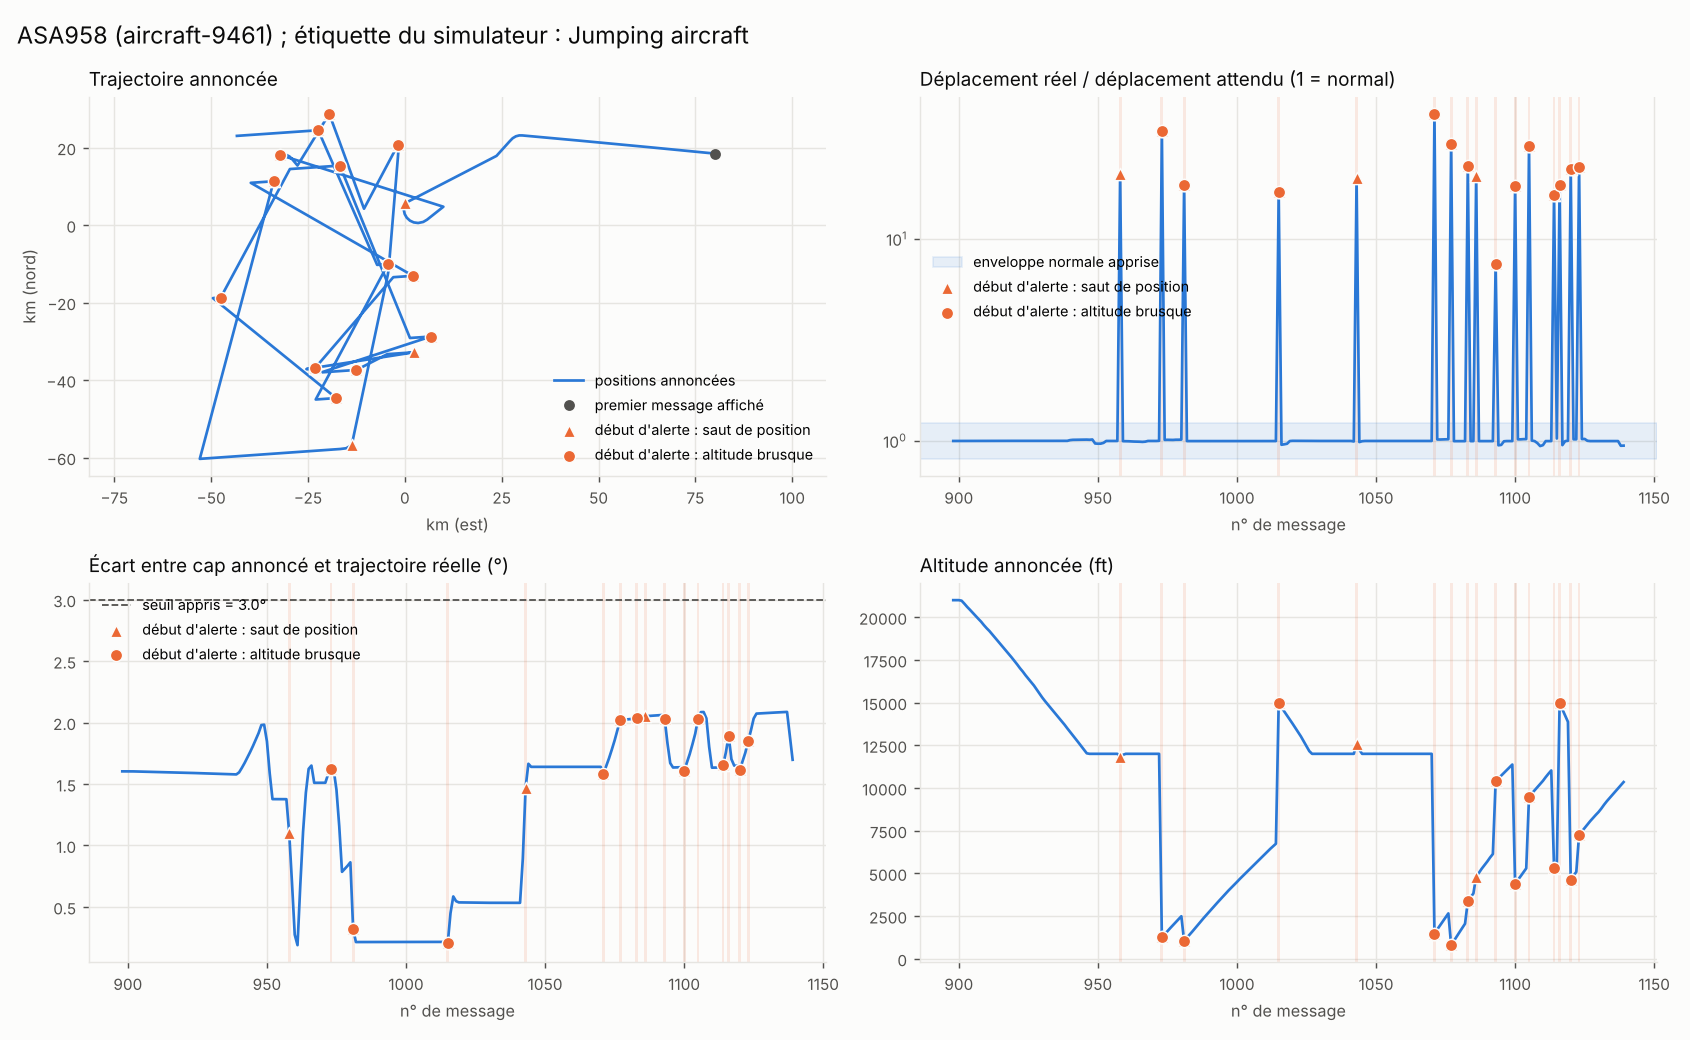 ASA958 (aircraft-9461) ; étiquette du simulateur : Jumping aircraft
Trajectoire annoncée
20
0
−20
−40
−60
km (nord)
−75
−50
−25
0
25
50
75
100
km (est)
positions annoncées
premier message affiché
début d'alerte : saut de position
début d'alerte : altitude brusque
Déplacement réel / déplacement attendu (1 = normal)
10¹
10⁰
enveloppe normale apprise
début d'alerte : saut de position
début d'alerte : altitude brusque
900
950
1000
1050
1100
1150
n° de message
Écart entre cap annoncé et trajectoire réelle (°)
3.0
2.5
2.0
1.5
1.0
0.5
seuil appris = 3.0°
début d'alerte : saut de position
début d'alerte : altitude brusque
900
950
1000
1050
1100
1150
n° de message
Altitude annoncée (ft)
20000
17500
15000
12500
10000
7500
5000
2500
0
900
950
1000
1050
1100
1150
n° de message